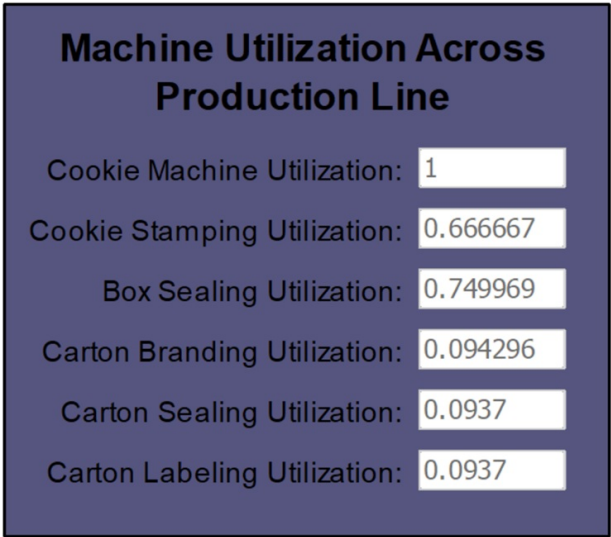 Machine Utilization Across
Production Line
Cookie Machine Utilization: 1
Cookie Stamping Utilization: 0.666667
Box Sealing Utilization: 0.749969
Carton Branding Utilization: 0.094296
Carton Sealing Utilization: 0.0937
Carton Labeling Utilization: 0.0937